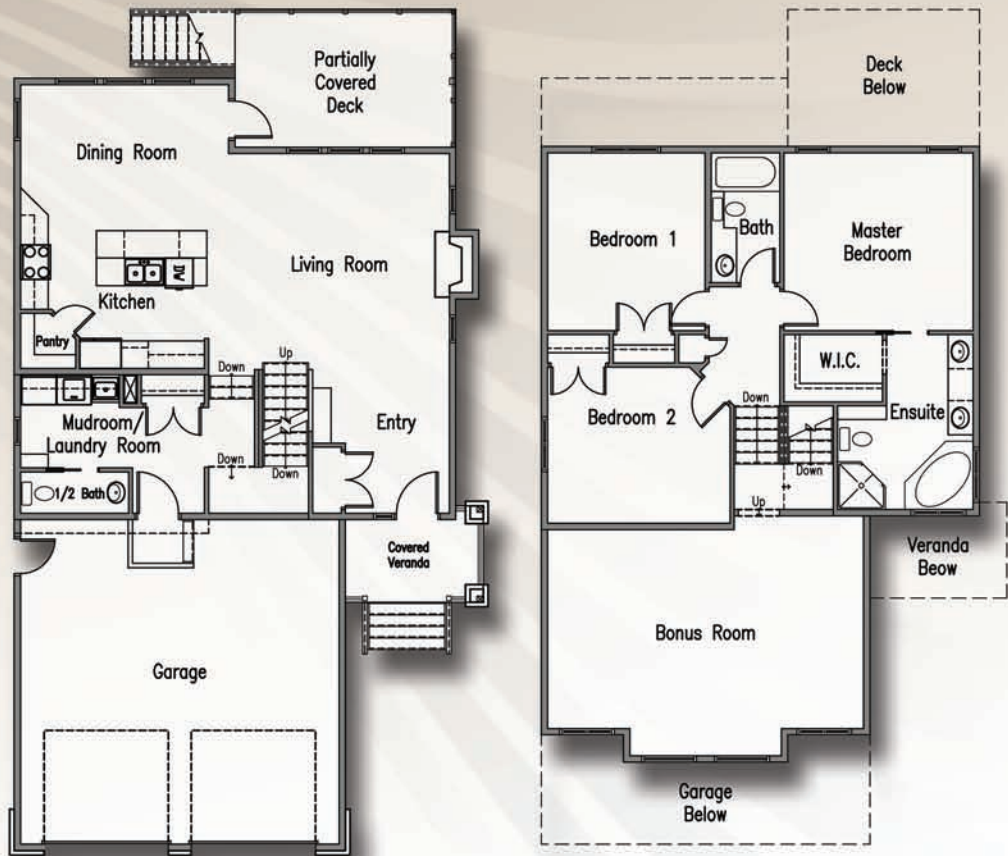 Partially
Covered
Deck
Dining Room
Living Room
DW
Kitchen
Pantry
Up
Down
Mudroom/
Laundry Room
Entry
Down
Down
1/2 Bath
Covered
Veranda
Garage
Deck
Below
Bedroom 1
Bath
Master
Bedroom
W.I.C.
Bedroom 2
Down
Ensuite
Down
Up
Veranda
Beow
Bonus Room
Garage
Below